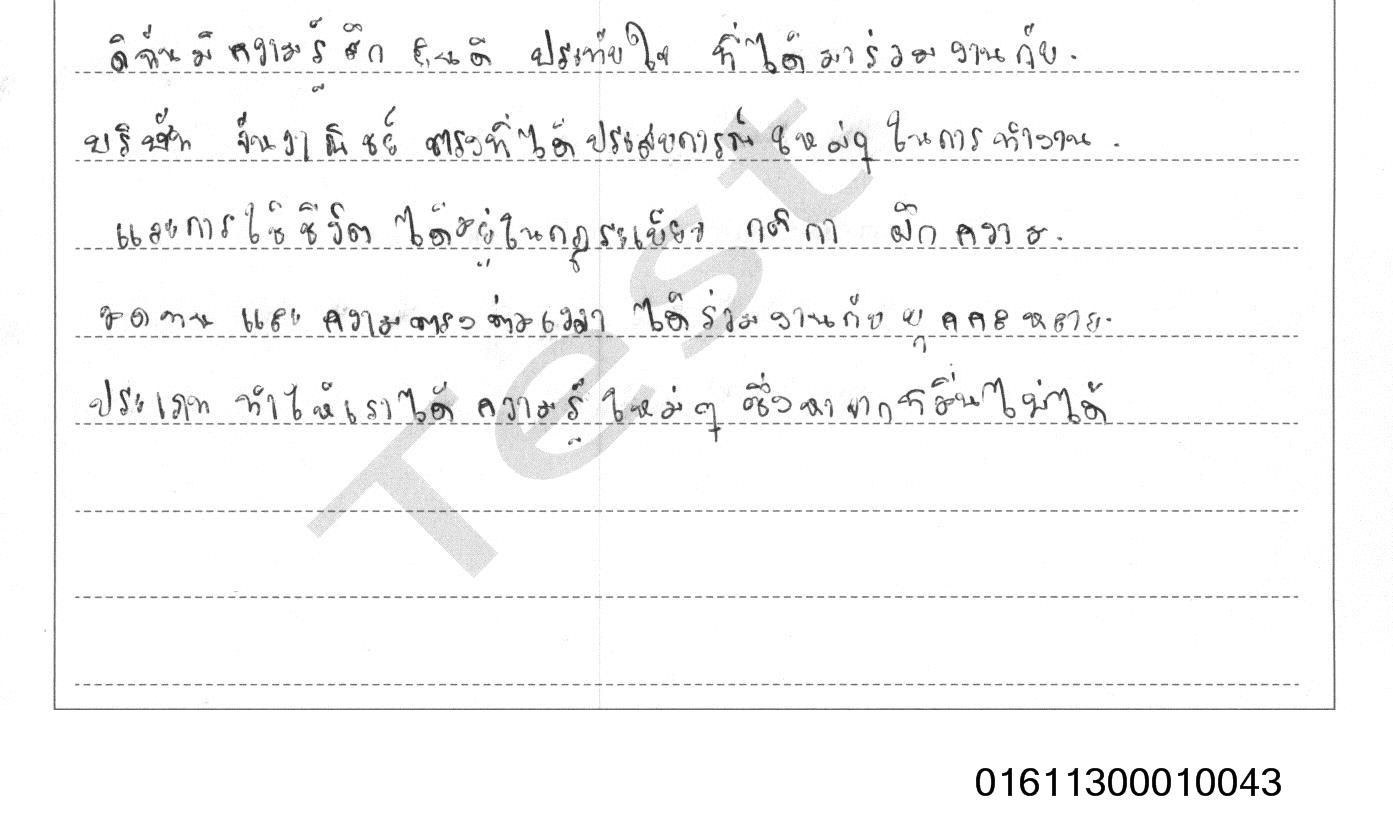 ดิฉันมีความรู้สึก ยินดี ประทับใจ ที่ได้มาร่วมงานกับ
บริษัท จันวาณิชย์ ตรงที่ได้ประสบการณ์ใหม่ๆ ในการทำงาน
และการใช้ชีวิต ได้อยู่ในกฎระเบียบ กติกา ฝึกความ
อดทน และ ความตรงต่อเวลา ได้ร่วมงานกับบุคคลหลาย
ประเภท ทำให้เราได้ความรู้ใหม่ๆ ซึ่งหาจากที่อื่นไม่ได้
Test
01611300010043